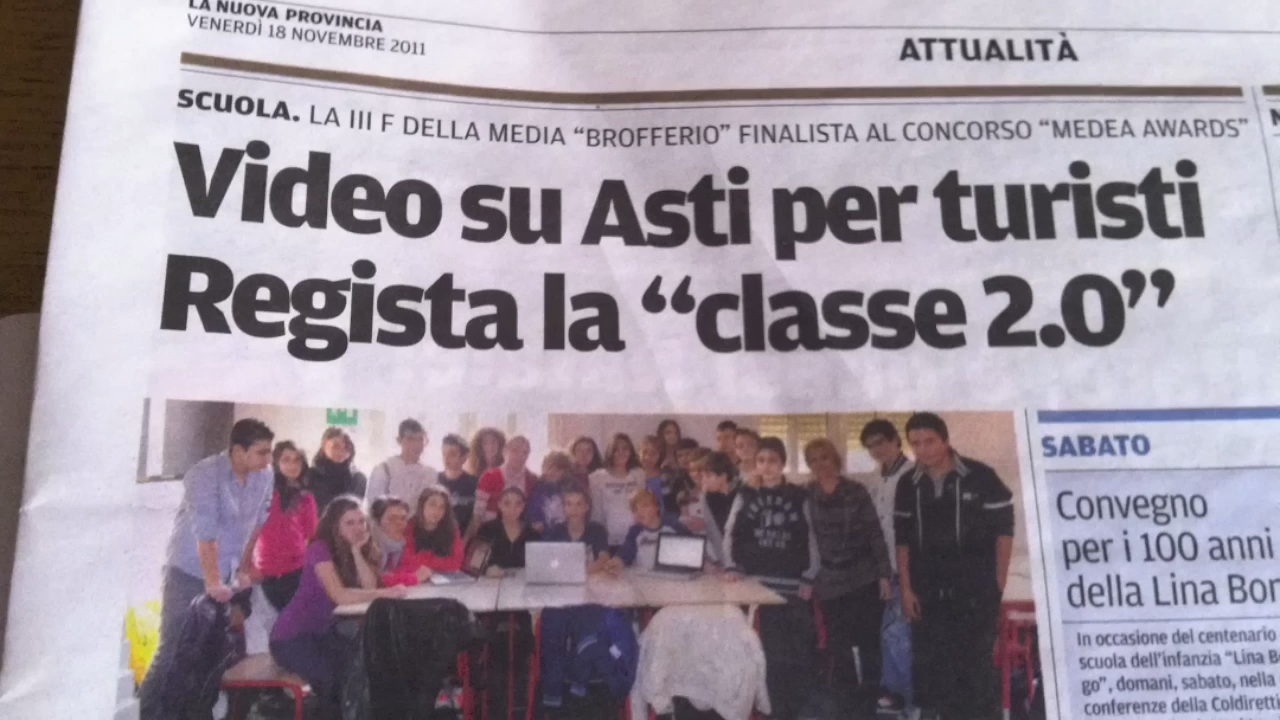 LA NUOVA PROVINCIA
VENERDÌ 18 NOVEMBRE 2011
ATTUALITÀ
SCUOLA. LA III F DELLA MEDIA “BROFFERIO” FINALISTA AL CONCORSO “MEDEA AWARDS”
Video su Asti per turisti
Regista la “classe 2.0”
SABATO
Convegno
per i 100 anni
della Lina Bor
In occasione del centenario
scuola dell'infanzia “Lina B
go”, domani, sabato, nella
conferenze della Coldiretti